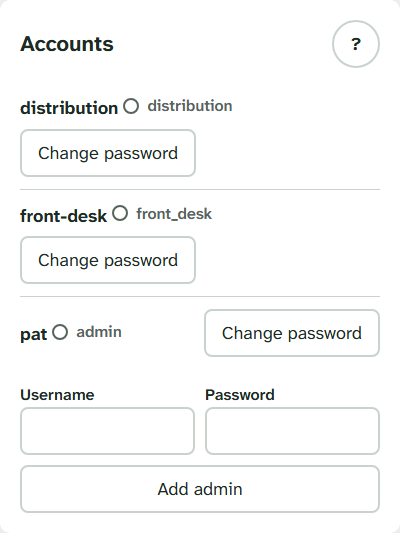 Accounts
?
distribution distribution
Change password
front-desk front_desk
Change password
pat admin
Change password
Username Password
Add admin